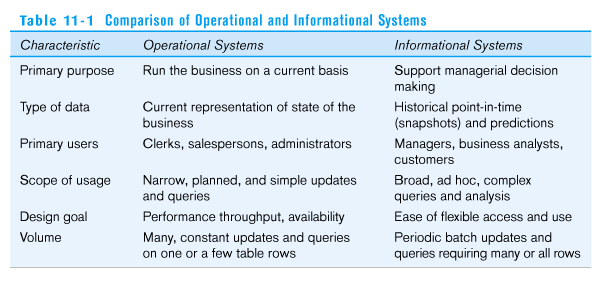 Table 11-1 Comparison of Operational and Informational Systems
Characteristic Operational Systems Informational Systems
Primary purpose Run the business on a current basis Support managerial decision
making
Type of data Current representation of state of the Historical point-in-time
business (snapshots) and predictions
Primary users Clerks, salespersons, administrators Managers, business analysts,
customers
Scope of usage Narrow, planned, and simple updates Broad, ad hoc, complex
and queries queries and analysis
Design goal Performance throughput, availability Ease of flexible access and use
Volume Many, constant updates and queries Periodic batch updates and
on one or a few table rows queries requiring many or all rows